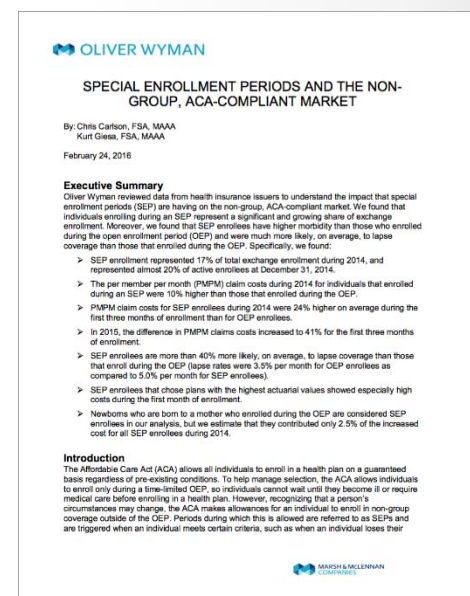 OLIVER WYMAN
SPECIAL ENROLLMENT PERIODS AND THE NON-
GROUP, ACA-COMPLIANT MARKET
By: Chris Carlson, FSA, MAAA
Kurt Giesa, FSA, MAAA
February 24, 2016
Executive Summary
Oliver Wyman reviewed data from health insurance issuers to understand the impact that special
enrollment periods (SEP) are having on the non-group, ACA-compliant market. We found that
individuals enrolling during an SEP represent a significant and growing share of exchange
enrollment. Moreover, we found that SEP enrollees have higher morbidity than those who enrolled
during the open enrollment period (OEP) and were much more likely, on average, to lapse
coverage than those that enrolled during the OEP. Specifically, we found:
➢ SEP enrollment represented 17% of total exchange enrollment during 2014, and
represented almost 20% of active enrollees at December 31, 2014.
➢ The per member per month (PMPM) claim costs during 2014 for individuals that enrolled
during an SEP were 10% higher than those that enrolled during the OEP.
➢ PMPM claim costs for SEP enrollees during 2014 were 24% higher on average during the
first three months of enrollment than for OEP enrollees.
➢ In 2015, the difference in PMPM claims costs increased to 41% for the first three months
of enrollment.
➢ SEP enrollees are more than 40% more likely, on average, to lapse coverage than those
that enroll during the OEP (lapse rates were 3.5% per month for OEP enrollees as
compared to 5.0% per month for SEP enrollees).
➢ SEP enrollees that chose plans with the highest actuarial values showed especially high
costs during the first month of enrollment.
➢ Newborns who are born to a mother who enrolled during the OEP are considered SEP
enrollees in our analysis, but we estimate that they contributed only 2.5% of the increased
cost for all SEP enrollees during 2014.
Introduction
The Affordable Care Act (ACA) allows all individuals to enroll in a health plan on a guaranteed
basis regardless of pre-existing conditions. To help manage selection, the ACA allows individuals
to enroll only during a time-limited OEP, so individuals cannot wait until they become ill or require
medical care before enrolling in a health plan. However, recognizing that a person's
circumstances may change, the ACA makes allowances for an individual to enroll in non-group
coverage outside of the OEP. Periods during which this is allowed are referred to as SEPs and
are triggered when an individual meets certain criteria, such as when an individual loses their
MARSH & MCLENNAN
COMPANIES